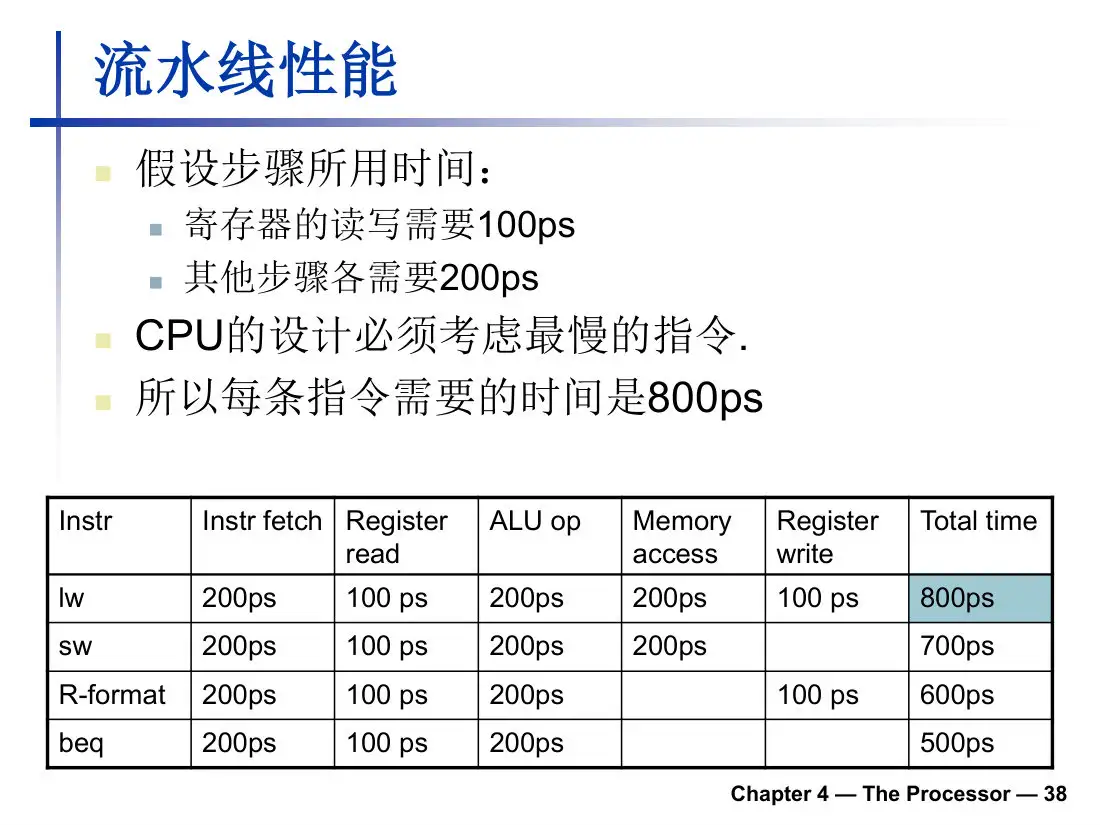 流水线性能
假设步骤所用时间：
寄存器的读写需要100ps
其他步骤各需要200ps
CPU的设计必须考虑最慢的指令.
所以每条指令需要的时间是800ps
Instr Instr fetch Register read ALU op Memory access Register write Total time
lw 200ps 100 ps 200ps 200ps 100 ps 800ps
sw 200ps 100 ps 200ps 200ps 700ps
R-format 200ps 100 ps 200ps 100 ps 600ps
beq 200ps 100 ps 200ps 500ps
Chapter 4 — The Processor — 38